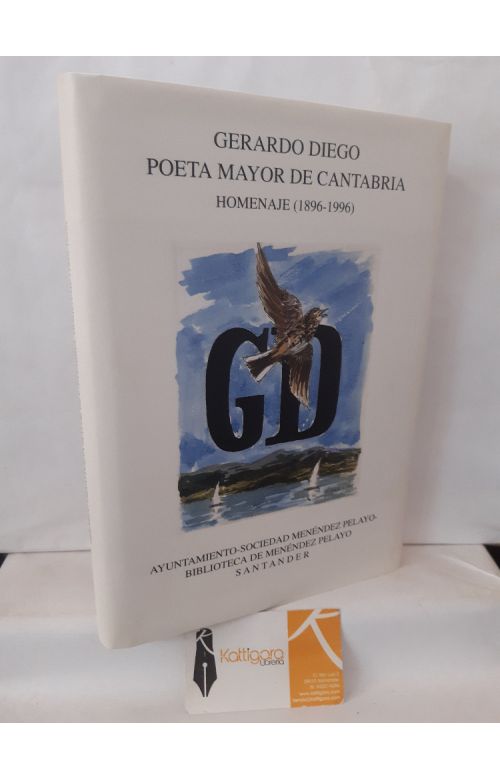 GERARDO DIEGO
POETA MAYOR DE CANTABRIA
HOMENAJE (1896-1996)
GD
AYUNTAMIENTO-SOCIEDAD MENÉNDEZ PELAYO-
BIBLIOTECA DE MENÉNDEZ PELAYO
SANTANDER
K
Kattigara
Librería